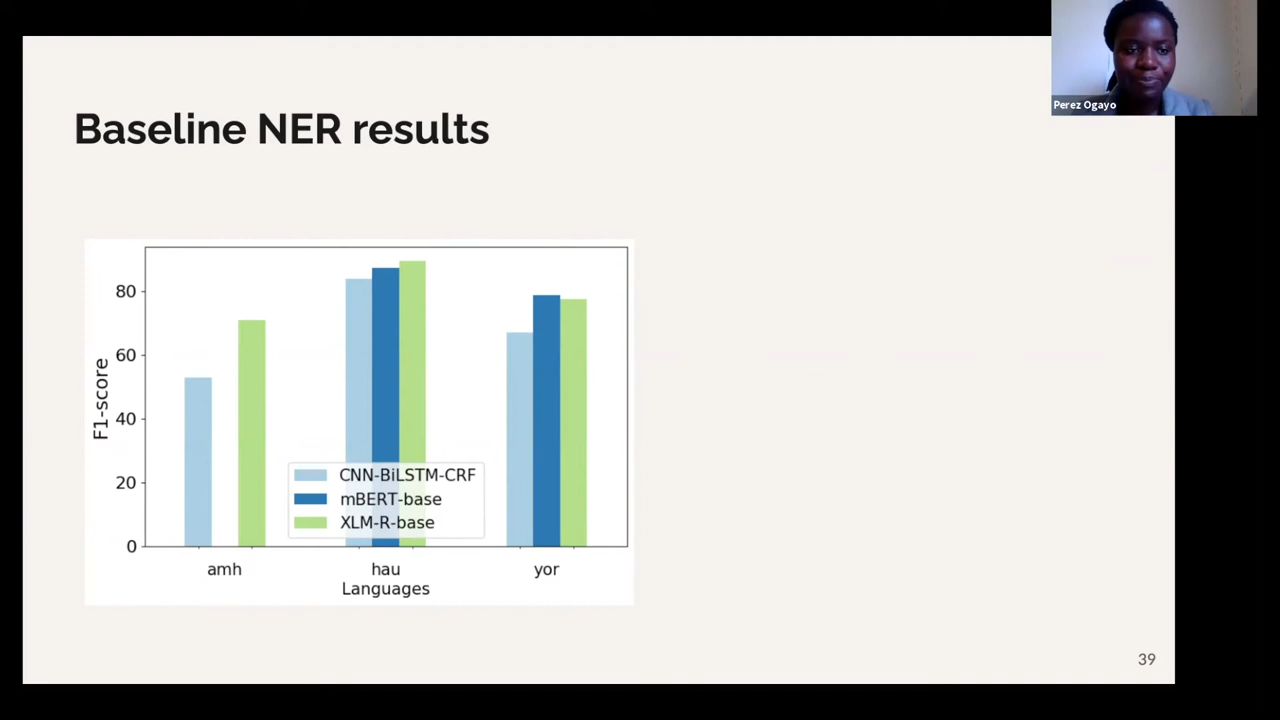 Perez Ogayo
Baseline NER results
F1-score
80
60
40
20
0
CNN-BiLSTM-CRF
mBERT-base
XLM-R-base
amh
hau
yor
Languages
39